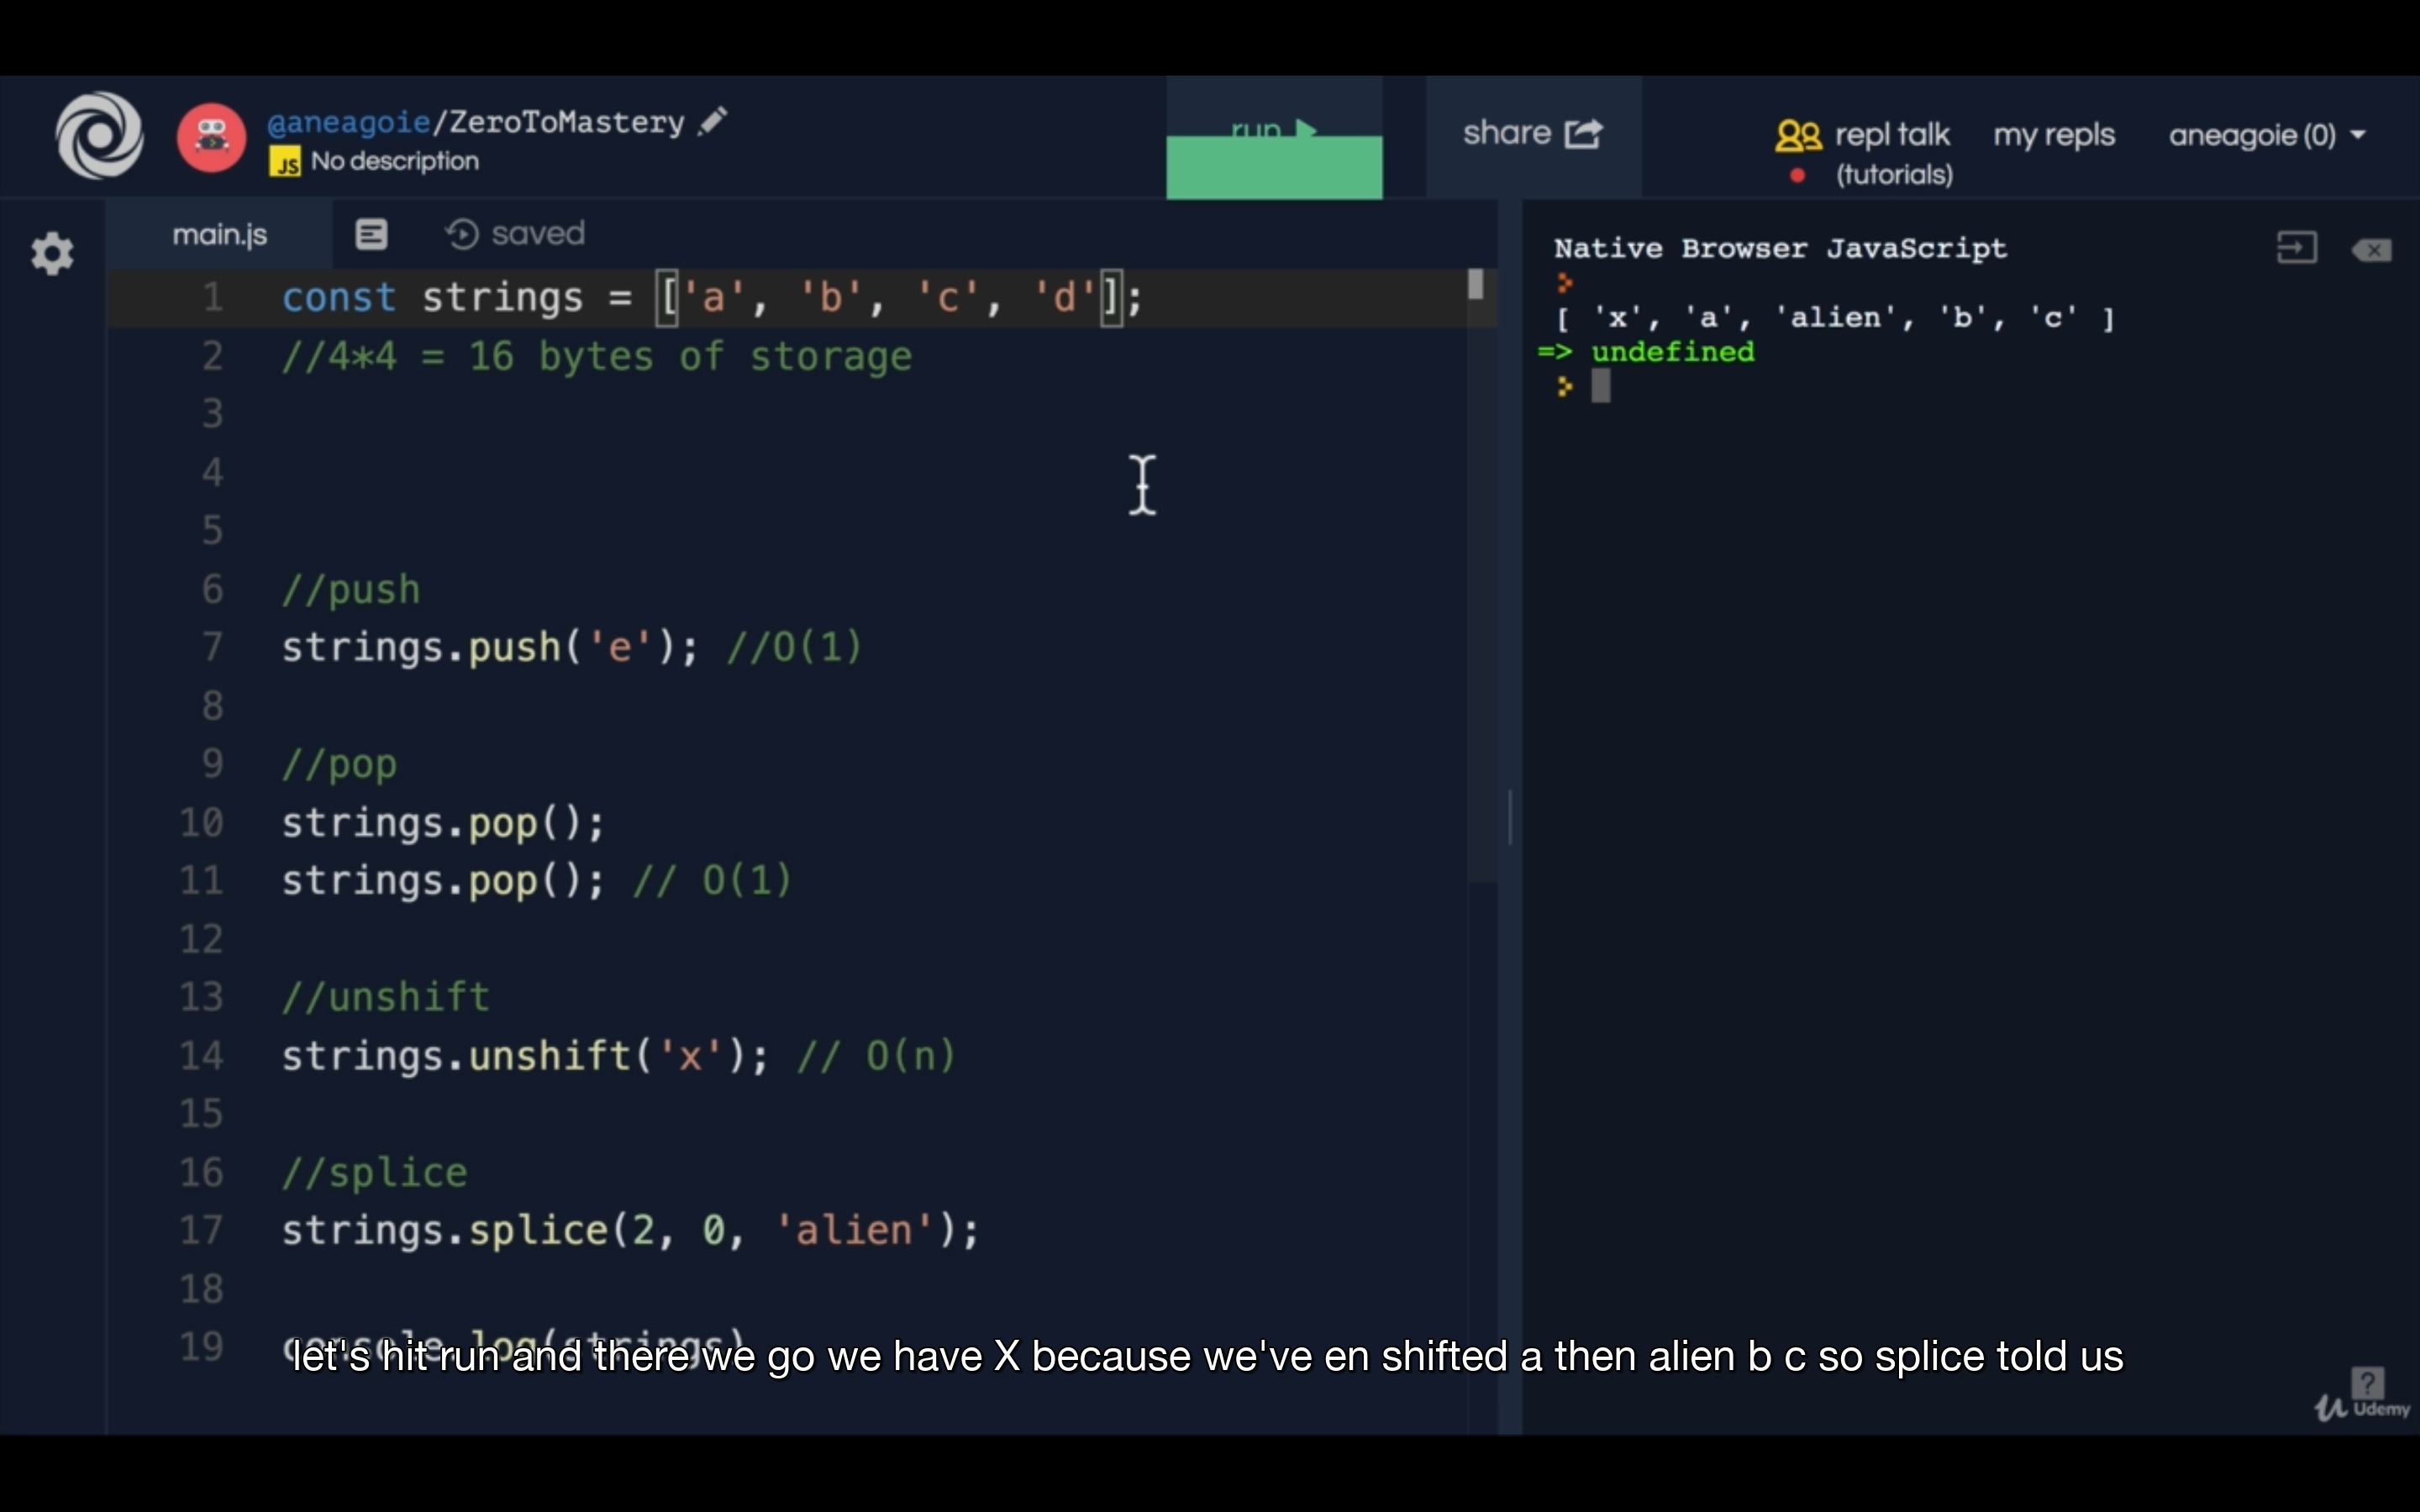 @aneagoie/ZeroToMastery
JS No description
run
share
repl talk
(tutorials)
my repls
aneagoie (0)
main.js
saved
1 const strings = ['a', 'b', 'c', 'd'];
2 //4*4 = 16 bytes of storage
3
4
5
6 //push
7 strings.push('e'); //O(1)
8
9 //pop
10 strings.pop();
11 strings.pop(); // O(1)
12
13 //unshift
14 strings.unshift('x'); // O(n)
15
16 //splice
17 strings.splice(2, 0, 'alien');
18
19 console.log(strings)
Native Browser JavaScript
[ 'x', 'a', 'alien', 'b', 'c' ]
=> undefined
let's hit run and there we go we have X because we've en shifted a then alien b c so splice told us
?
Udemy